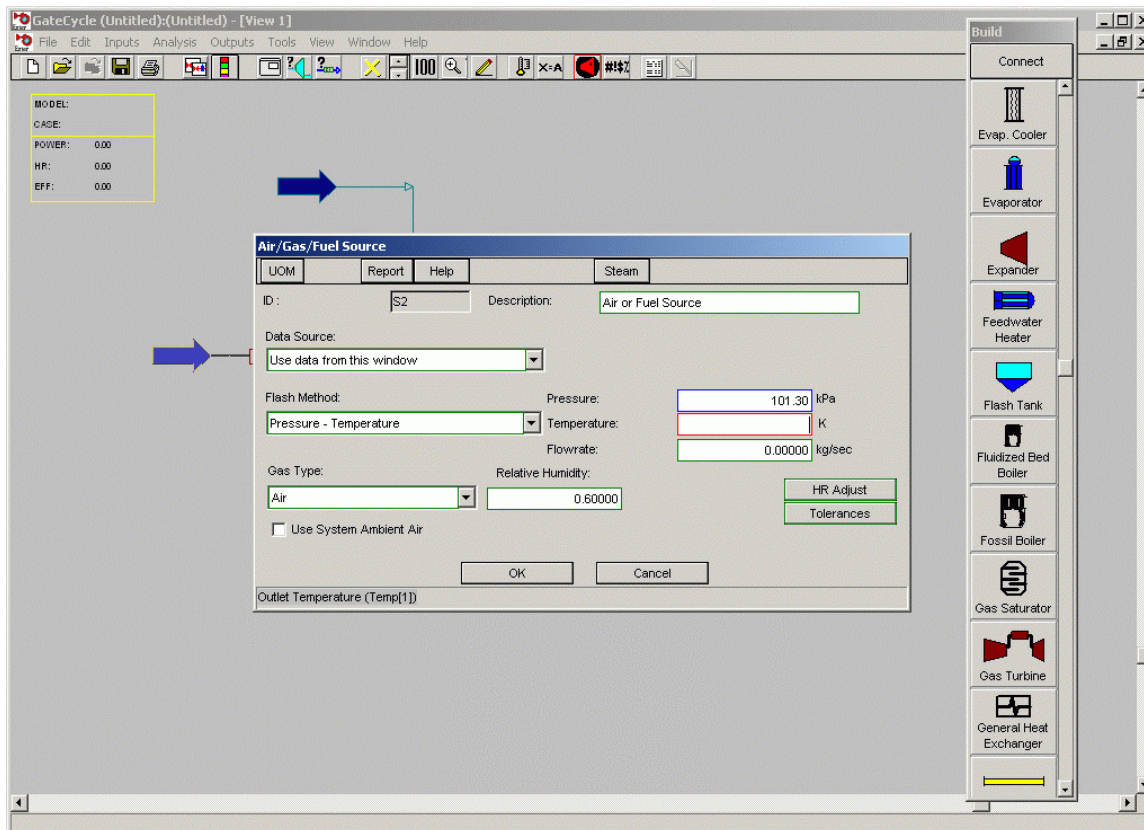 GateCycle (Untitled):(Untitled) - [View 1]
File Edit Inputs Analysis Outputs Tools View Window Help
100 X=A #!$%
MODEL:
CASE:
POWER: 0.00
HR: 0.00
EFF: 0.00
Air/Gas/Fuel Source
UOM Report Help Steam
ID : S2 Description: Air or Fuel Source
Data Source:
Use data from this window
Flash Method: Pressure: 101.30 kPa
Pressure - Temperature Temperature: K
Flowrate: 0.00000 kg/sec
Gas Type: Relative Humidity:
Air 0.60000 HR Adjust
Tolerances
Use System Ambient Air
OK Cancel
Outlet Temperature (Temp[1])
Build
Connect
Evap. Cooler
Evaporator
Expander
Feedwater
Heater
Flash Tank
Fluidized Bed
Boiler
Fossil Boiler
Gas Saturator
Gas Turbine
General Heat
Exchanger